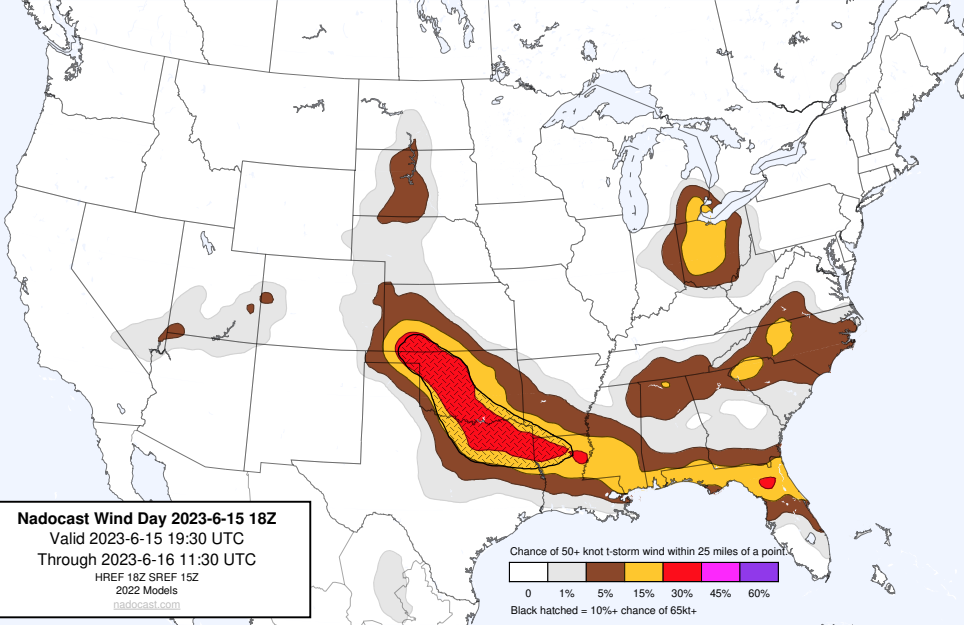 Nadocast Wind Day 2023-6-15 18Z
Valid 2023-6-15 19:30 UTC
Through 2023-6-16 11:30 UTC
HREF 18Z SREF 15Z
2022 Models
nadocast.com
Chance of 50+ knot t-storm wind within 25 miles of a point.
0 1% 5% 15% 30% 45% 60%
Black hatched = 10%+ chance of 65kt+